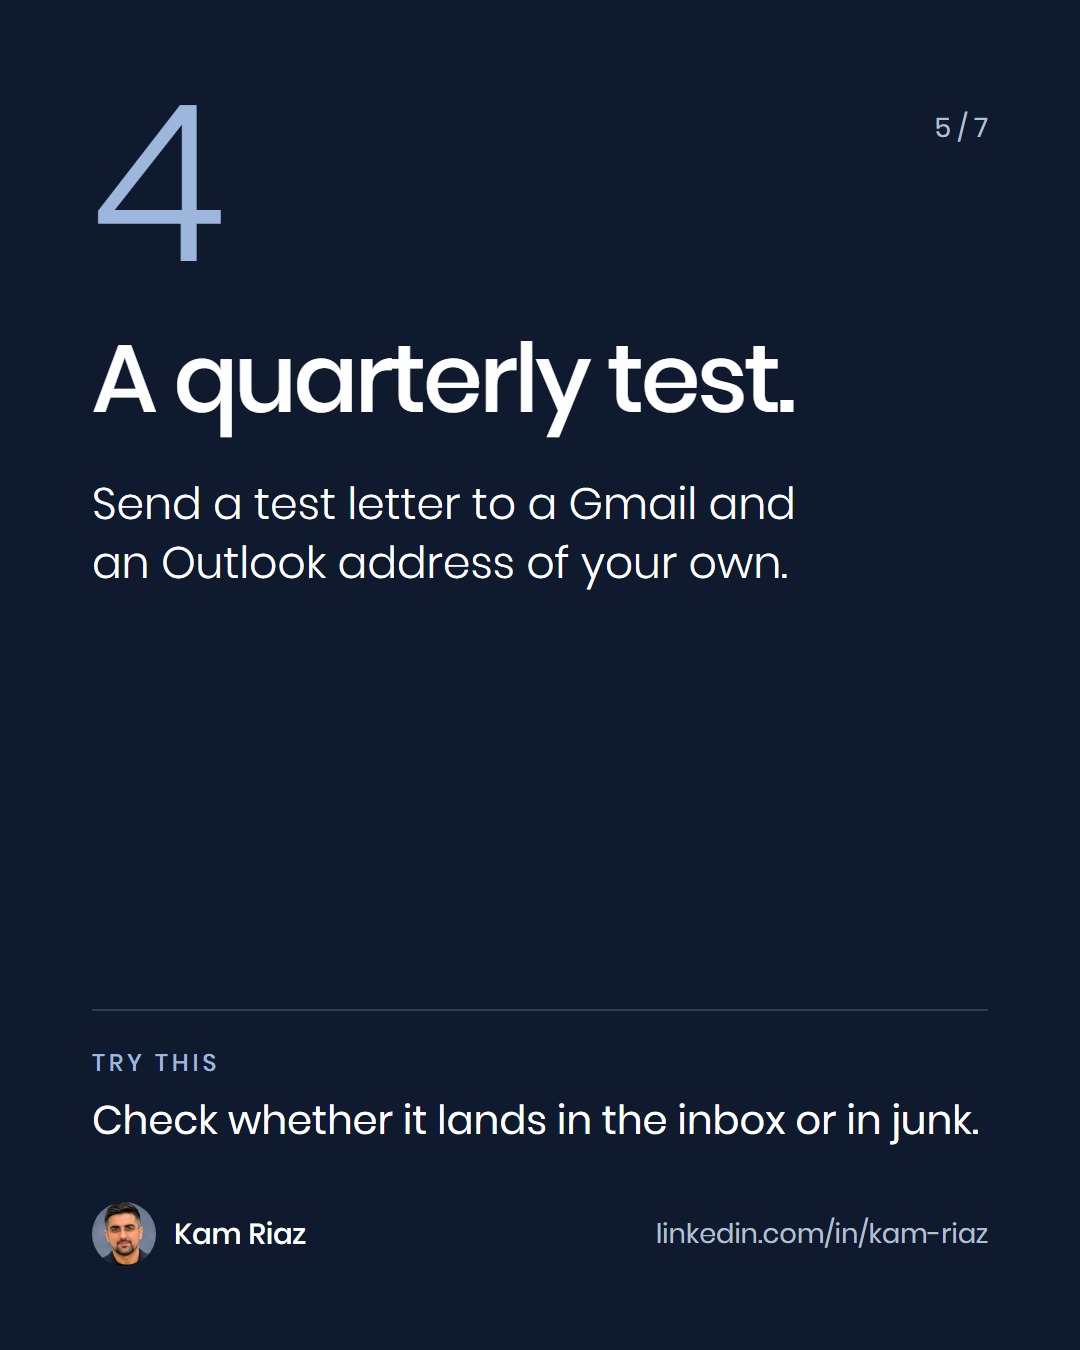 4
5 / 7
A quarterly test.
Send a test letter to a Gmail and
an Outlook address of your own.
TRY THIS
Check whether it lands in the inbox or in junk.
Kam Riaz
linkedin.com/in/kam-riaz